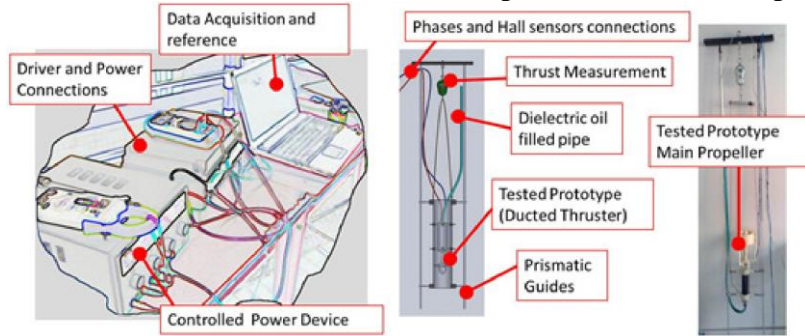 Data Acquisition and
reference
Driver and Power
Connections
Controlled Power Device
Phases and Hall sensors connections
Thrust Measurement
Dielectric oil
filled pipe
Tested Prototype
(Ducted Thruster)
Prismatic
Guides
Tested Prototype
Main Propeller